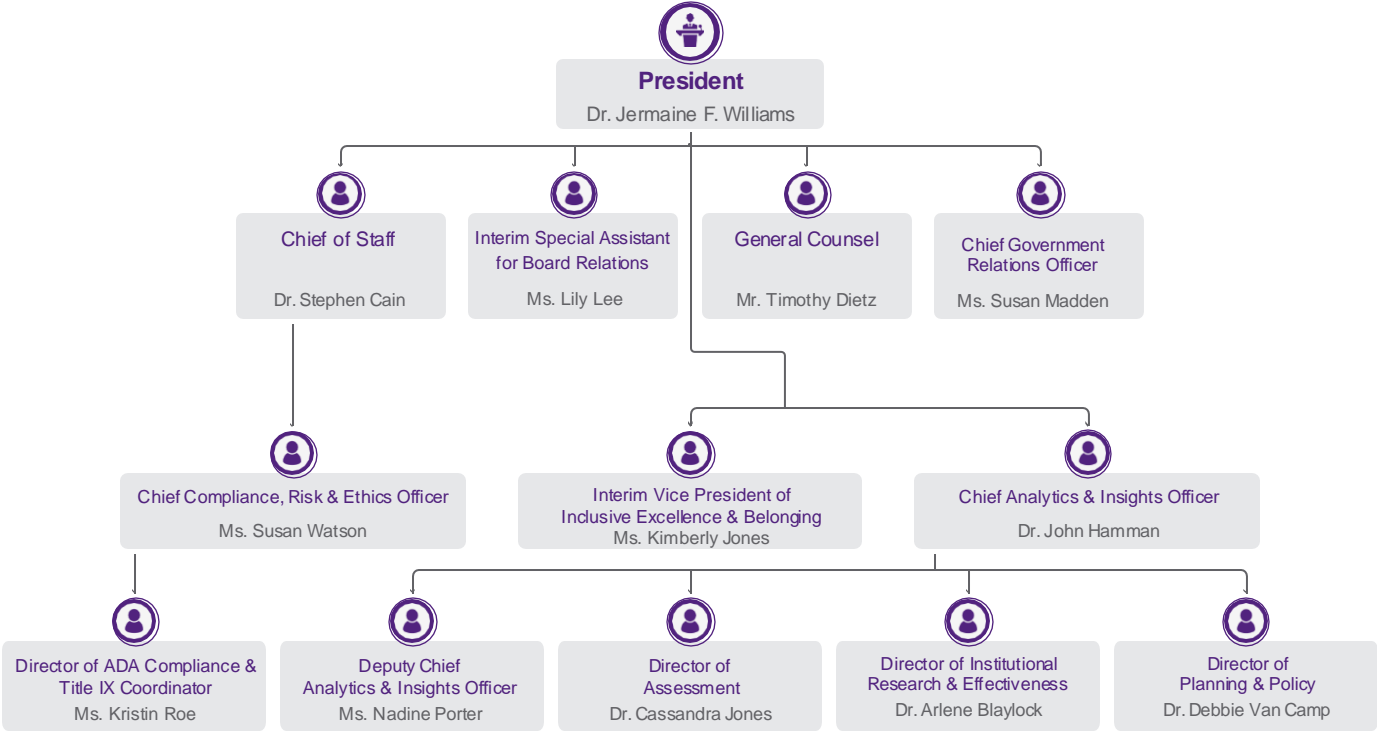 President
Dr. Jermaine F. Williams
Chief of Staff
Dr. Stephen Cain
Interim Special Assistant
for Board Relations
Ms. Lily Lee
General Counsel
Mr. Timothy Dietz
Chief Government
Relations Officer
Ms. Susan Madden
Chief Compliance, Risk & Ethics Officer
Ms. Susan Watson
Interim Vice President of
Inclusive Excellence & Belonging
Ms. Kimberly Jones
Chief Analytics & Insights Officer
Dr. John Hamman
Director of ADA Compliance &
Title IX Coordinator
Ms. Kristin Roe
Deputy Chief
Analytics & Insights Officer
Ms. Nadine Porter
Director of
Assessment
Dr. Cassandra Jones
Director of Institutional
Research & Effectiveness
Dr. Arlene Blaylock
Director of
Planning & Policy
Dr. Debbie Van Camp